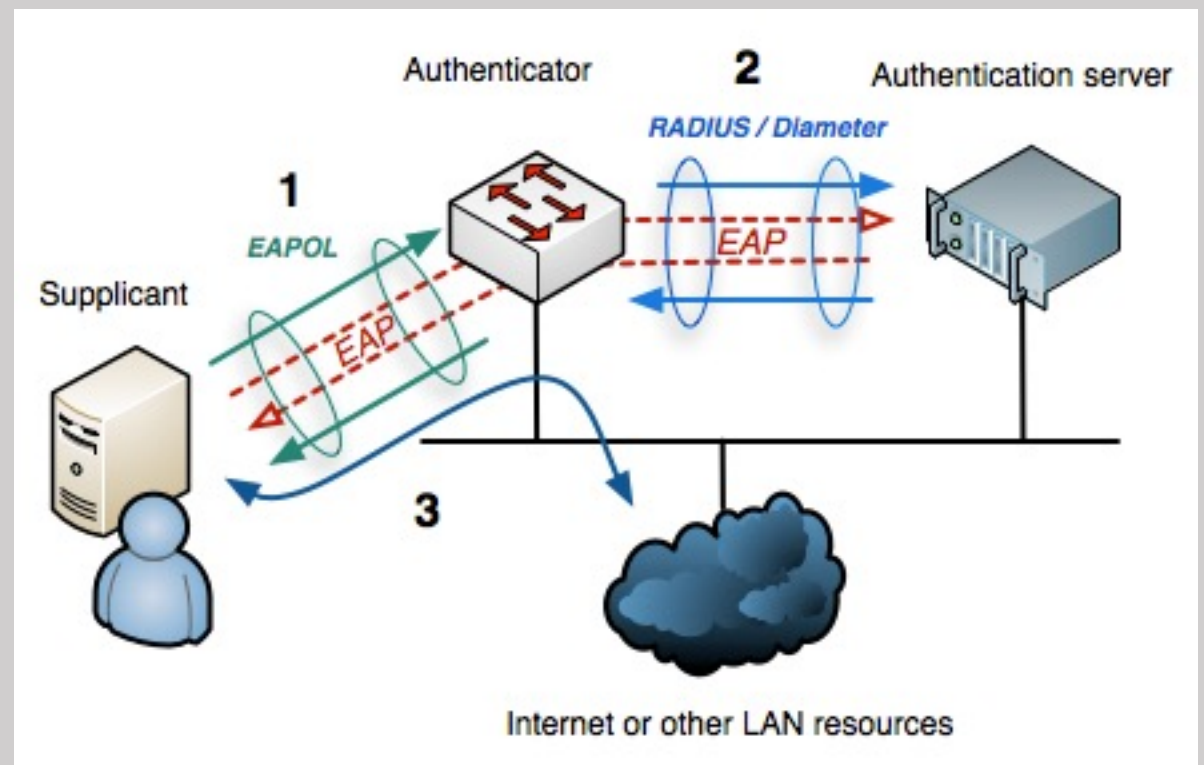 Authenticator
2
Authentication server
RADIUS / Diameter
1
EAPOL
EAP
Supplicant
EAP
3
Internet or other LAN resources